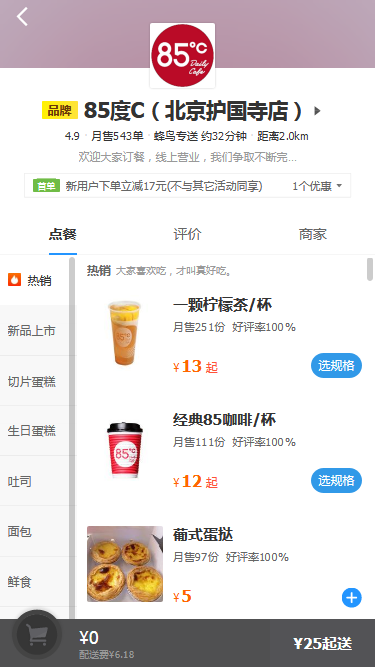 85℃
Daily
Cafe
品牌 85度C（北京护国寺店）
4.9 月售543单 蜂鸟专送 约32分钟 距离2.0km
欢迎大家订餐，线上营业，我们争取不断完...
首单 新用户下单立减17元(不与其它活动同享) 1个优惠
点餐 评价 商家
热销
新品上市
切片蛋糕
生日蛋糕
吐司
面包
鲜食
热销 大家喜欢吃，才叫真好吃。
一颗柠檬茶/杯
月售251份 好评率100%
¥13起 选规格
经典85咖啡/杯
月售111份 好评率100%
85℃
¥12起 选规格
葡式蛋挞
月售97份 好评率100%
¥5
¥0
配送费¥6.18
¥25起送